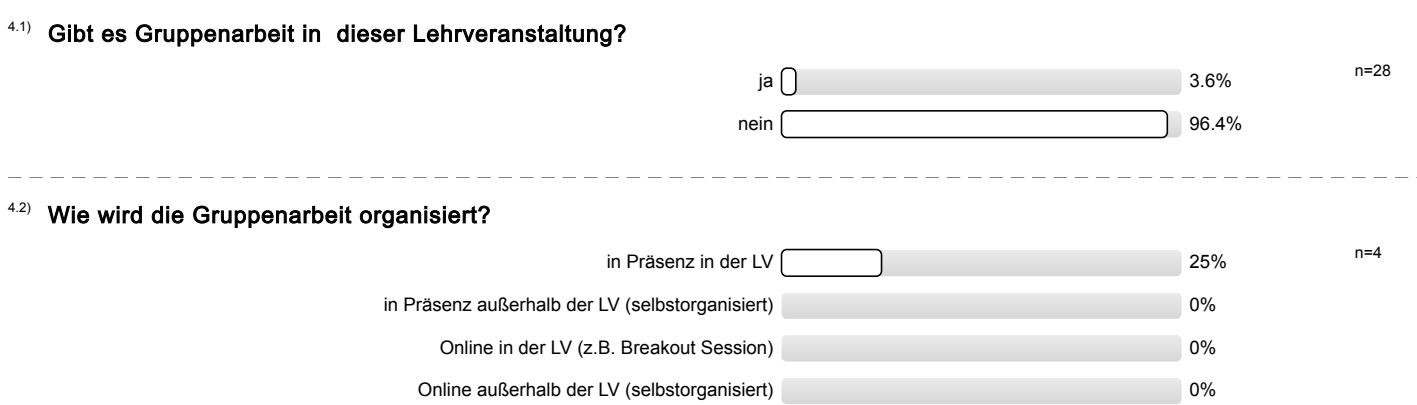 4.1) Gibt es Gruppenarbeit in dieser Lehrveranstaltung?
ja 3.6% n=28
nein 96.4%
4.2) Wie wird die Gruppenarbeit organisiert?
in Präsenz in der LV 25% n=4
in Präsenz außerhalb der LV (selbstorganisiert) 0%
Online in der LV (z.B. Breakout Session) 0%
Online außerhalb der LV (selbstorganisiert) 0%